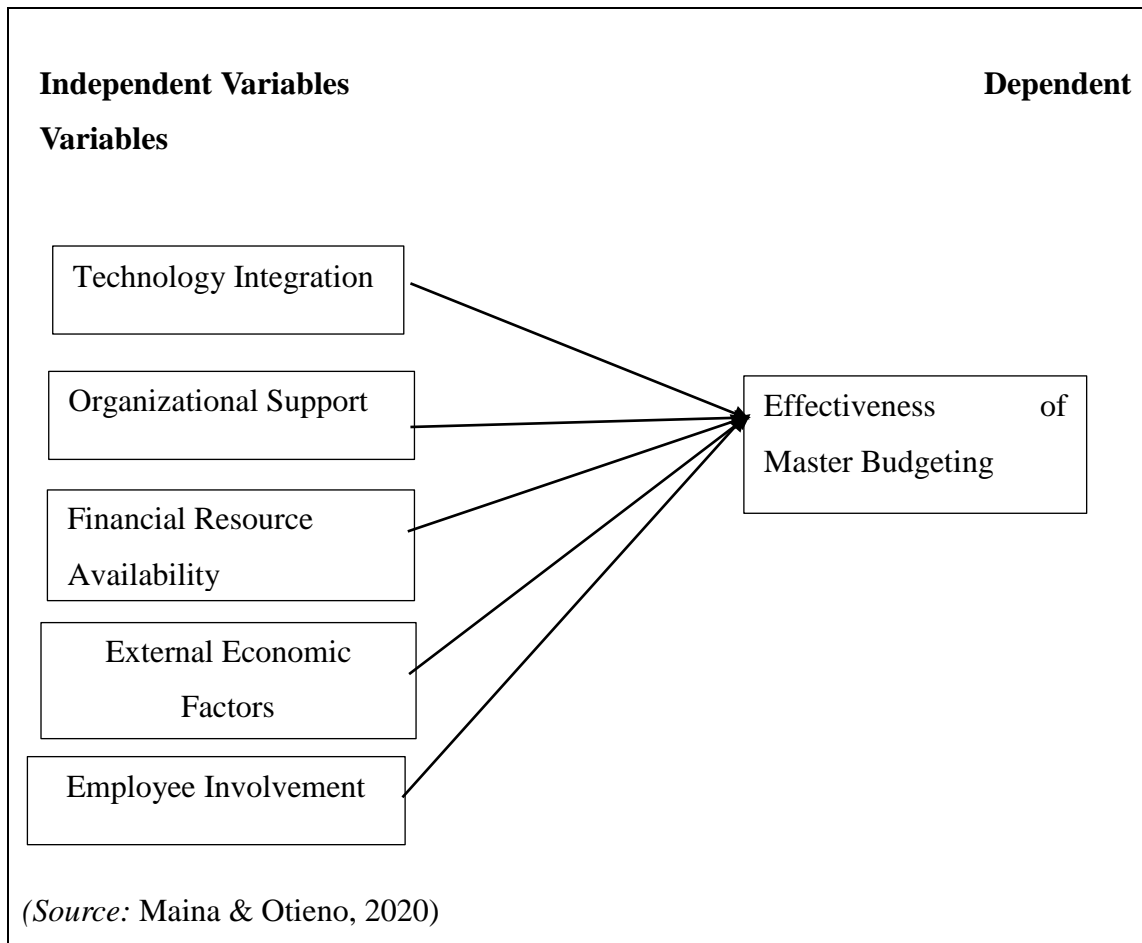 Independent Variables Dependent
Variables
Technology Integration
Organizational Support
Financial Resource
Availability
External Economic
Factors
Employee Involvement
Effectiveness of
Master Budgeting
(Source: Maina & Otieno, 2020)